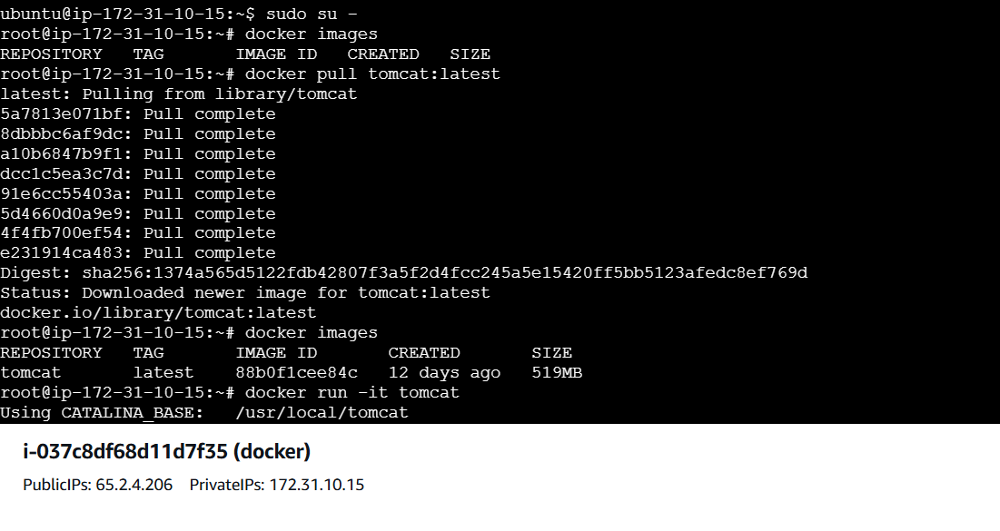 ubuntu@ip-172-31-10-15:~$ sudo su -
root@ip-172-31-10-15:~# docker images
REPOSITORY   TAG       IMAGE ID   CREATED   SIZE
root@ip-172-31-10-15:~# docker pull tomcat:latest
latest: Pulling from library/tomcat
5a7813e071bf: Pull complete
8dbbbc6af9dc: Pull complete
a10b6847b9f1: Pull complete
dcc1c5ea3c7d: Pull complete
91e6cc55403a: Pull complete
5d4660d0a9e9: Pull complete
4f4fb700ef54: Pull complete
e231914ca483: Pull complete
Digest: sha256:1374a565d5122fdb42807f3a5f2d4fcc245a5e15420ff5bb5123afedc8ef769d
Status: Downloaded newer image for tomcat:latest
docker.io/library/tomcat:latest
root@ip-172-31-10-15:~# docker images
REPOSITORY   TAG       IMAGE ID       CREATED       SIZE
tomcat       latest    88b0f1cee84c   12 days ago   519MB
root@ip-172-31-10-15:~# docker run -it tomcat
Using CATALINA_BASE:   /usr/local/tomcat
i-037c8df68d11d7f35 (docker)
PublicIPs: 65.2.4.206    PrivateIPs: 172.31.10.15